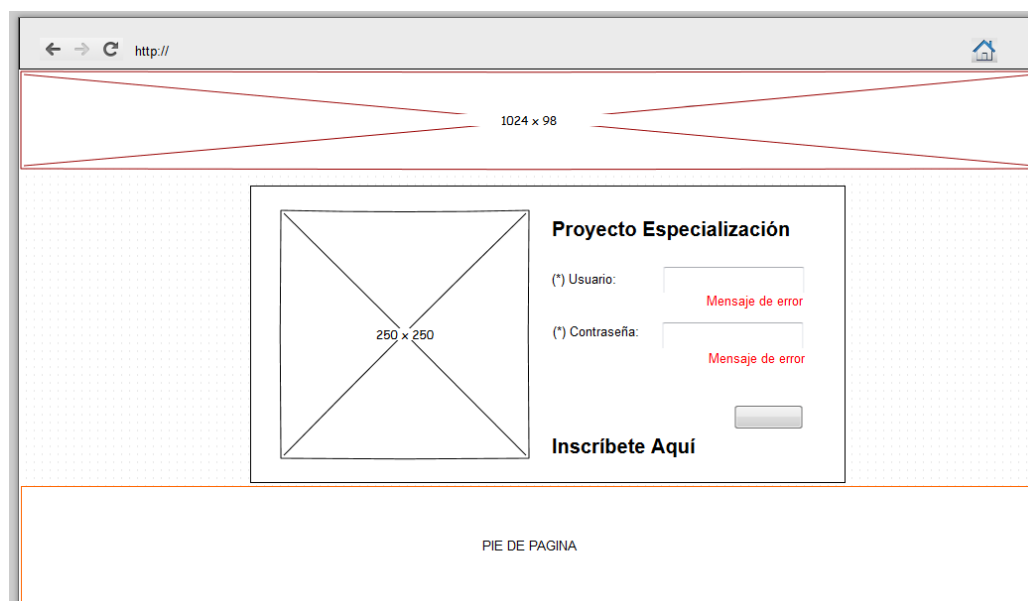 http://
1024 x 98
Proyecto Especialización
(*) Usuario:
Mensaje de error
250 x 250
(*) Contraseña:
Mensaje de error
Inscríbete Aquí
PIE DE PAGINA